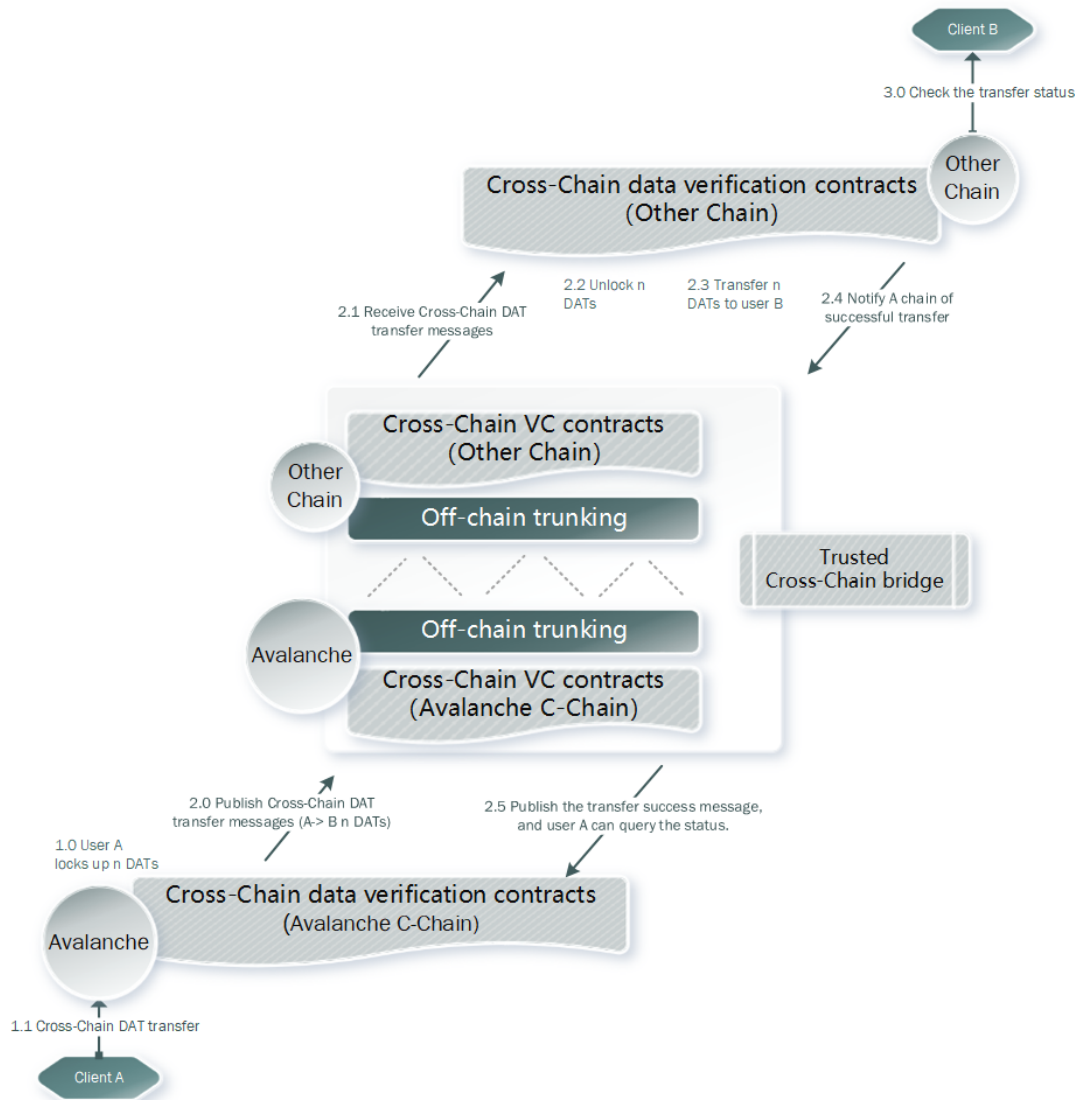 Client B
3.0 Check the transfer status
Other
Chain
Cross-Chain data verification contracts
(Other Chain)
2.1 Receive Cross-Chain DAT
transfer messages
2.2 Unlock n
DATs
2.3 Transfer n
DATs to user B
2.4 Notify A chain of
successful transfer
Cross-Chain VC contracts
(Other Chain)
Other
Chain
Off-chain trunking
Trusted
Cross-Chain bridge
Off-chain trunking
Avalanche
Cross-Chain VC contracts
(Avalanche C-Chain)
2.0 Publish Cross-Chain DAT
transfer messages (A-> B n DATs)
2.5 Publish the transfer success message,
and user A can query the status.
1.0 User A
locks up n DATs
Cross-Chain data verification contracts
(Avalanche C-Chain)
Avalanche
1.1 Cross-Chain DAT transfer
Client A